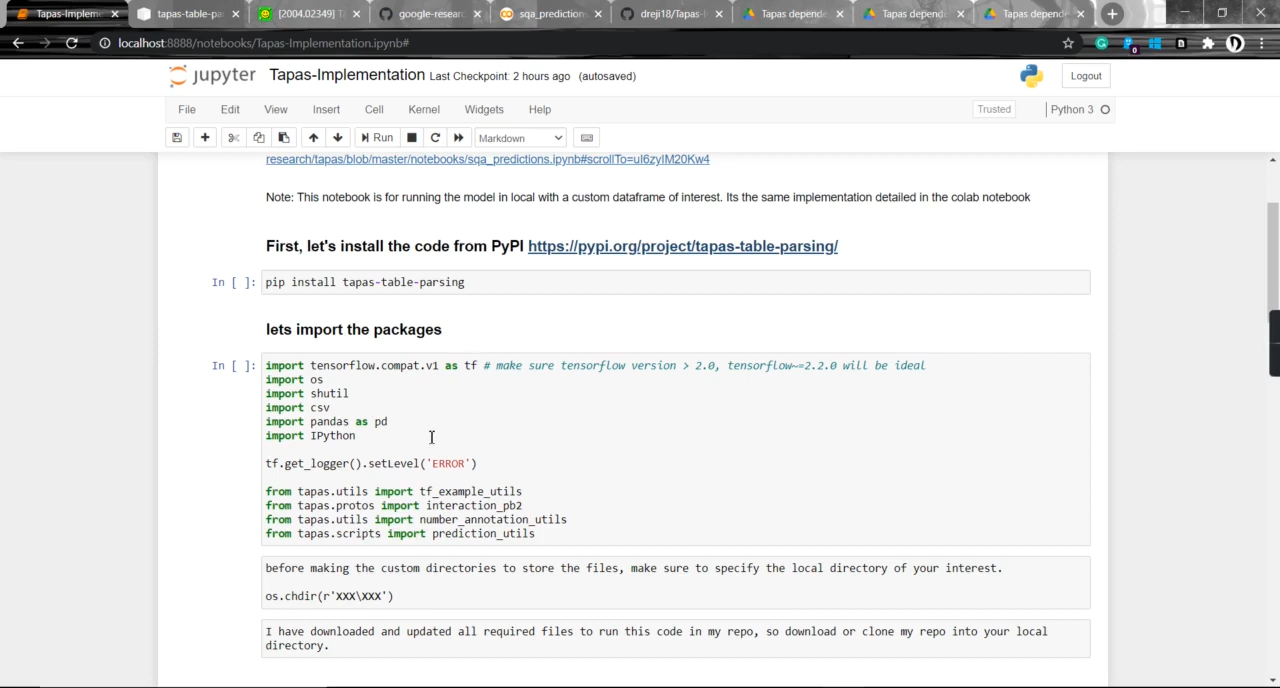 Tapas-Implem
tapas-table-pa
[2004.02349] T
google-researc
sqa_prediction
dreji18/Tapas-
Tapas depende
Tapas depend
Tapas depend
localhost:8888/notebooks/Tapas-Implementation.ipynb#
jupyter Tapas-Implementation Last Checkpoint: 2 hours ago (autosaved)
Logout
File Edit View Insert Cell Kernel Widgets Help
Trusted
Python 3
Run
Markdown
research/tapas/blob/master/notebooks/sqa_predictions.ipynb#scrollTo=uI6zyIM20Kw4
Note: This notebook is for running the model in local with a custom dataframe of interest. Its the same implementation detailed in the colab notebook
First, let's install the code from PyPI https://pypi.org/project/tapas-table-parsing/
In [ ]: pip install tapas-table-parsing
lets import the packages
In [ ]: import tensorflow.compat.v1 as tf # make sure tensorflow version > 2.0, tensorflow~=2.2.0 will be ideal
import os
import shutil
import csv
import pandas as pd
import IPython
tf.get_logger().setLevel('ERROR')
from tapas.utils import tf_example_utils
from tapas.protos import interaction_pb2
from tapas.utils import number_annotation_utils
from tapas.scripts import prediction_utils
before making the custom directories to store the files, make sure to specify the local directory of your interest.
os.chdir(r'XXX\XXX')
I have downloaded and updated all required files to run this code in my repo, so download or clone my repo into your local
directory.